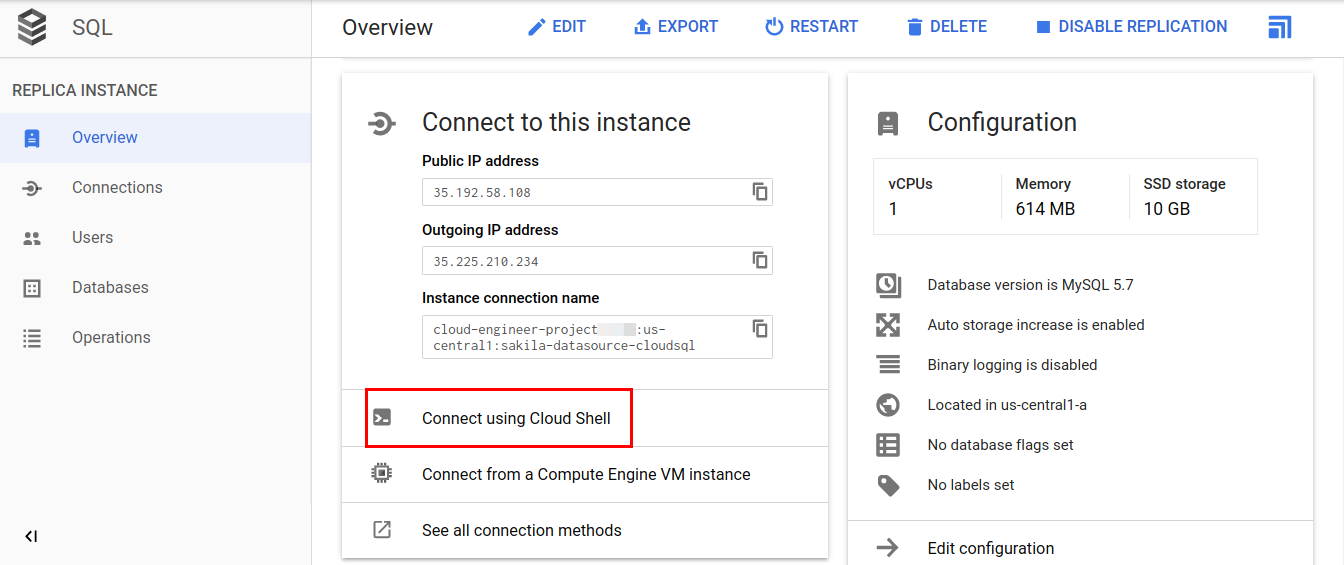 SQL
Overview
EDIT
EXPORT
RESTART
DELETE
DISABLE REPLICATION
REPLICA INSTANCE
Overview
Connections
Users
Databases
Operations
Connect to this instance
Public IP address
35.192.58.108
Outgoing IP address
35.225.210.234
Instance connection name
cloud-engineer-project :us-
central1:sakila-datasource-cloudsql
Connect using Cloud Shell
Connect from a Compute Engine VM instance
See all connection methods
Configuration
vCPUs
1
Memory
614 MB
SSD storage
10 GB
Database version is MySQL 5.7
Auto storage increase is enabled
Binary logging is disabled
Located in us-central1-a
No database flags set
No labels set
Edit configuration